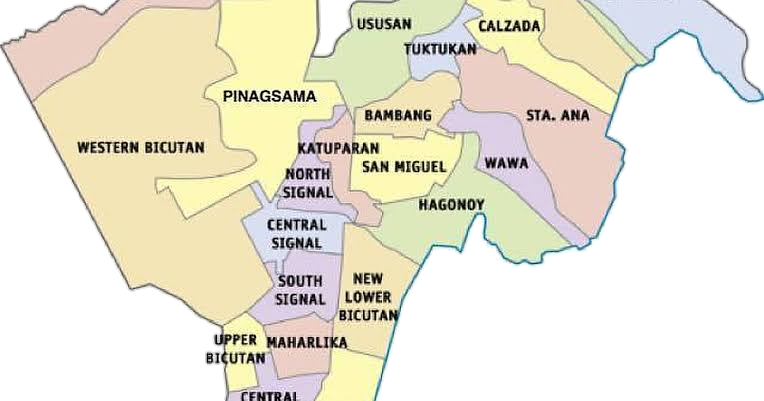 USUSAN
CALZADA
TUKTUKAN
PINAGSAMA
BAMBANG
STA. ANA
WESTERN BICUTAN
KATUPARAN
SAN MIGUEL
WAWA
NORTH
SIGNAL
HAGONOY
CENTRAL
SIGNAL
SOUTH
SIGNAL
NEW
LOWER
BICUTAN
UPPER
BICUTAN
MAHARLIKA
CENTRAL